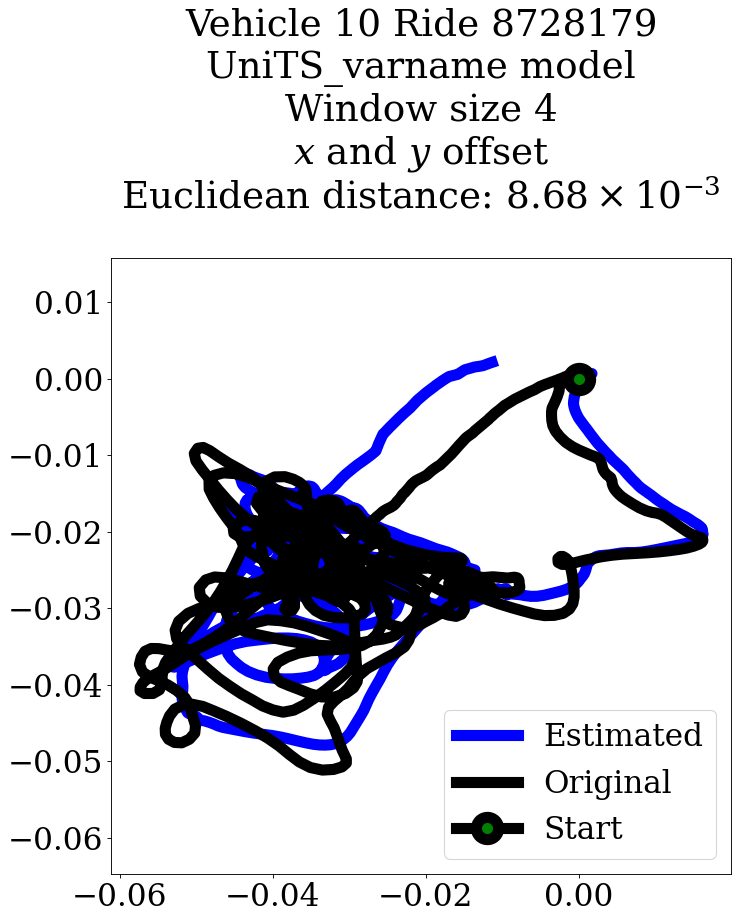 Vehicle 10 Ride 8728179
UniTS_varname model
Window size 4
x and y offset
Euclidean distance: 8.68 × 10⁻³
0.01
0.00
−0.01
−0.02
−0.03
−0.04
−0.05
−0.06
Estimated
Original
Start
−0.06 −0.04 −0.02 0.00